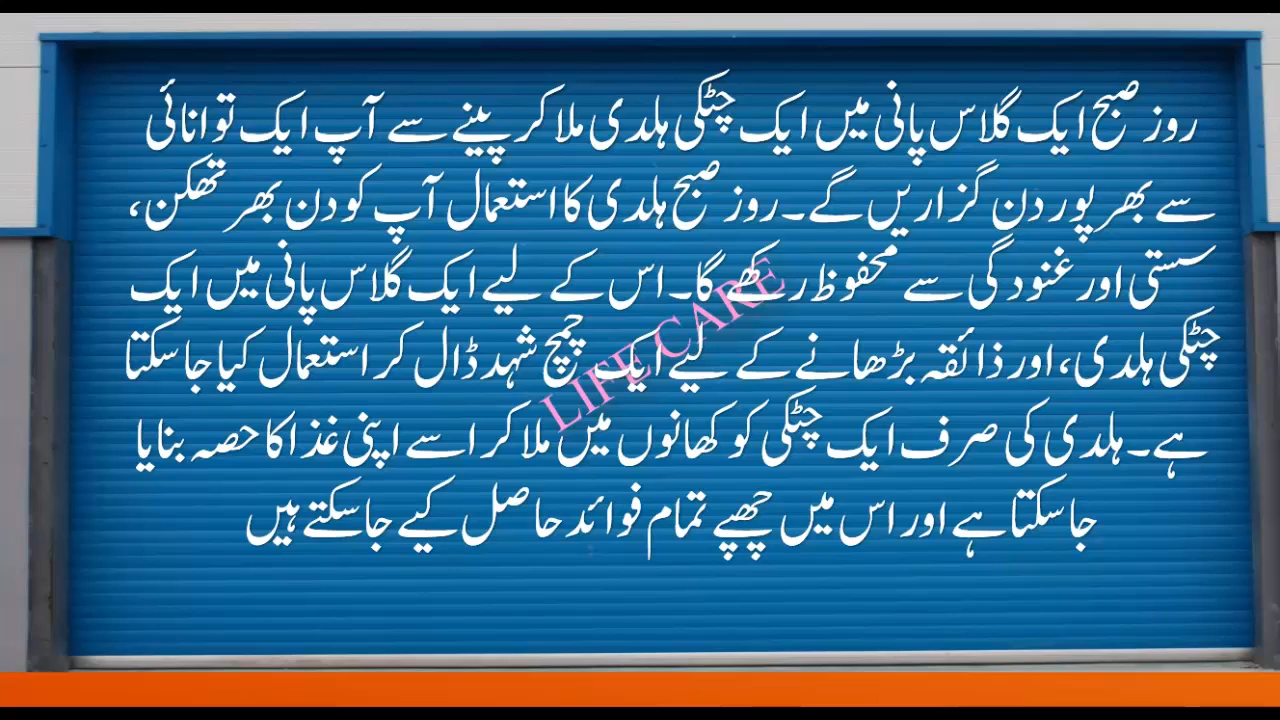 روز صبح ایک گلاس پانی میں ایک چٹکی ہلدی ملا کر پینے سے آپ ایک توانائی
سے بھرپور دن گزاریں گے۔ روز صبح ہلدی کا استعمال آپ کو دن بھر تھکن،
سستی اور غنودگی سے محفوظ رکھے گا۔ اس کے لیے ایک گلاس پانی میں ایک
چٹکی ہلدی، اور ذائقہ بڑھانے کے لیے ایک چمچ شہد ڈال کر استعمال کیا جا سکتا
ہے۔ ہلدی کی صرف ایک چٹکی کو کھانوں میں ملا کر اسے اپنی غذا کا حصہ بنایا
جا سکتا ہے اور اس میں چھپے تمام فوائد حاصل کیے جا سکتے ہیں
LIFE CARE